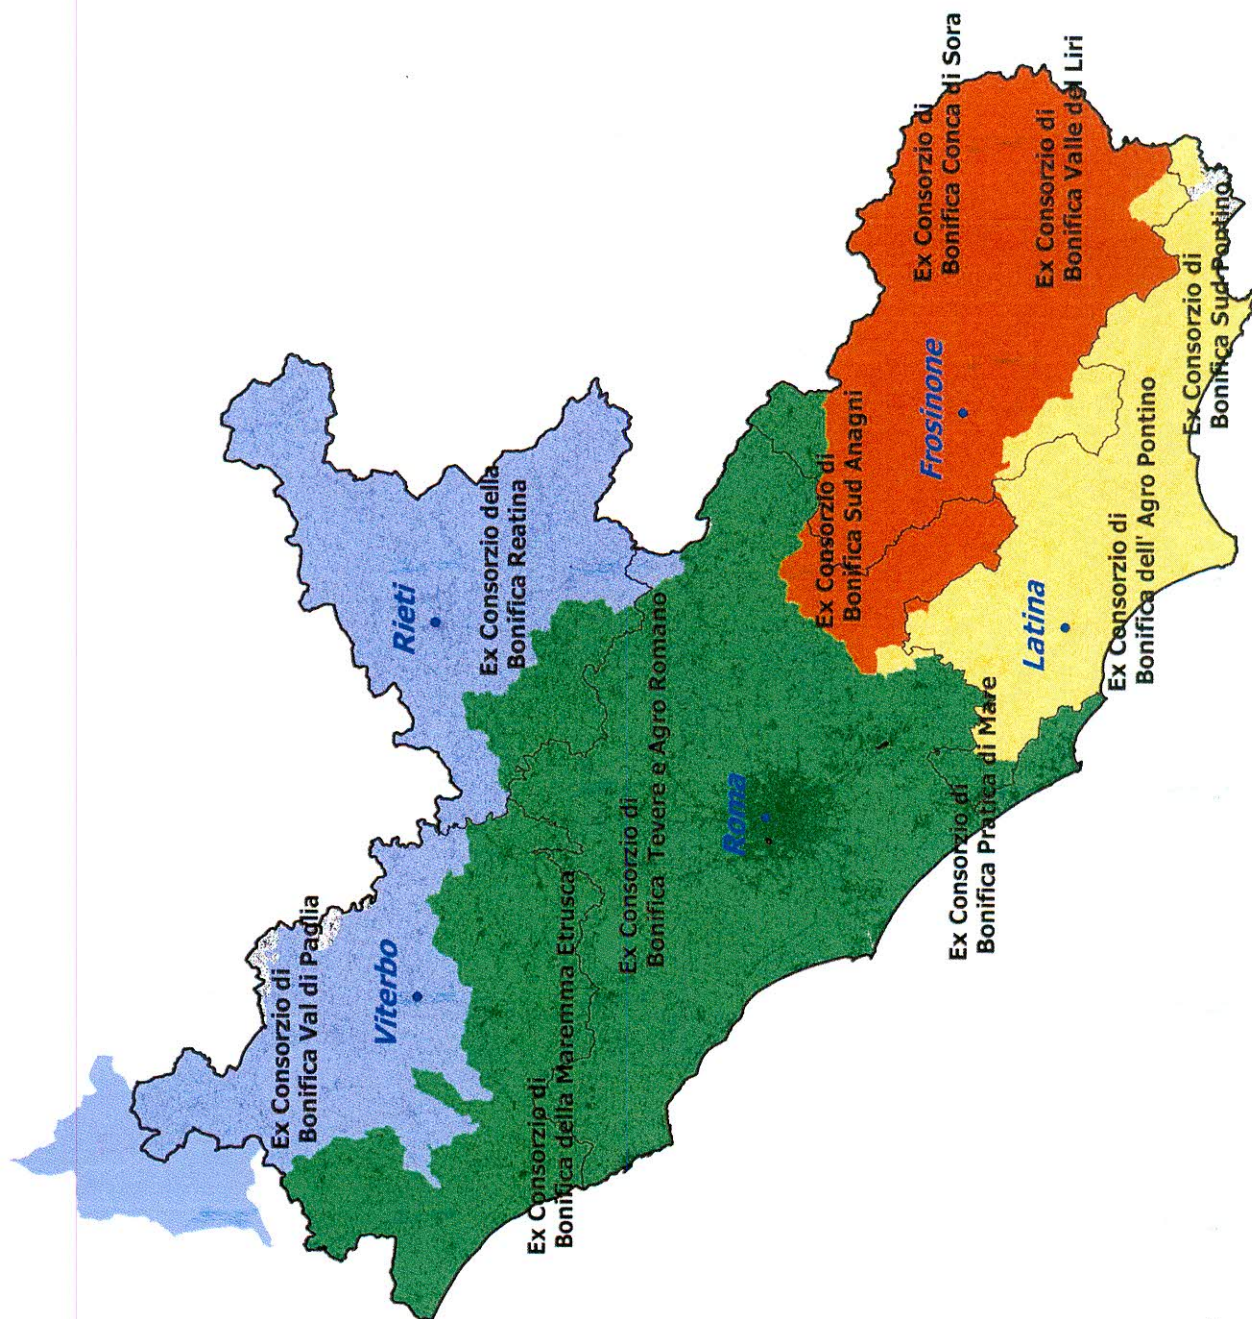 Ex Consorzio di
Bonifica Val di Paglia
Viterbo
Rieti
Ex Consorzio della
Bonifica Reatina
Ex Consorzio di
Bonifica della Maremma Etrusca
Ex Consorzio di
Bonifica Tevere e Agro Romano
Roma
Ex Consorzio di
Bonifica Sud Anagni
Frosinone
Ex Consorzio di
Bonifica Conca di Sora
Ex Consorzio di
Bonifica Pratica di Mare
Latina
Ex Consorzio di
Bonifica Valle del Liri
Ex Consorzio di
Bonifica dell' Agro Pontino
Ex Consorzio di
Bonifica Sud Pontino